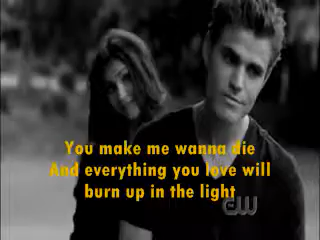 You make me wanna die
And everything you love will
burn up in the light
CW